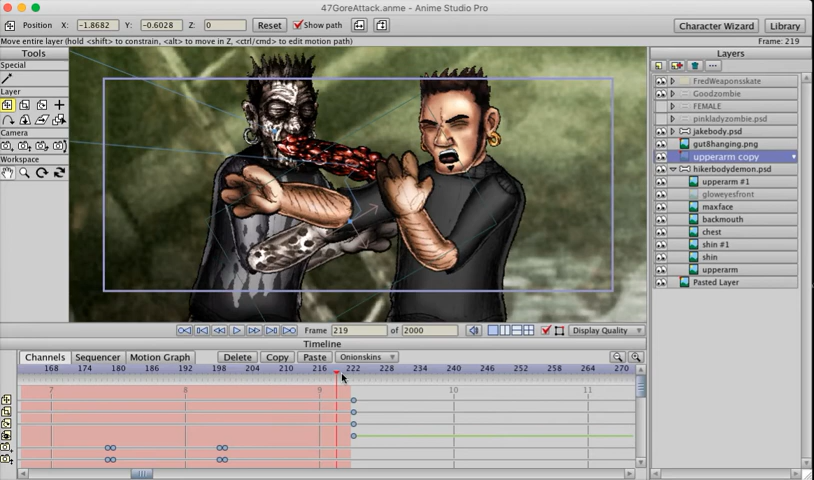 47GoreAttack.anme - Anime Studio Pro
Position X: -1.8682 Y: -0.6028 Z: 0 Reset Show path Character Wizard Library
Move entire layer (hold <shift> to constrain, <alt> to move in Z, <ctrl/cmd> to edit motion path) Frame: 219
Tools
Special
Layer
Camera
Workspace
Layers
FredWeaponsskate
Goodzombie
FEMALE
pinkladyzombie.psd
jakebody.psd
gut8hanging.png
upperarm copy
hikerbodydemon.psd
upperarm #1
gloweyesfront
maxface
backmouth
chest
shin #1
shin
upperarm
Pasted Layer
Frame 219 of 2000 Display Quality
Timeline
Channels Sequencer Motion Graph Delete Copy Paste Onionskins
168 174 180 186 192 198 204 210 216 222 228 234 240 246 252 258 264 270
7 8 9 10 11